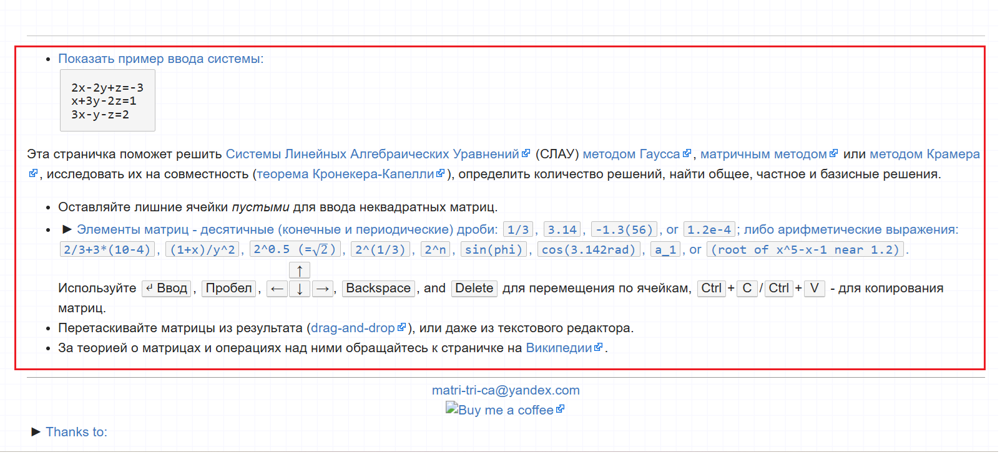 Показать пример ввода системы:
2x-2y+z=-3
x+3y-2z=1
3x-y-z=2
Эта страничка поможет решить Системы Линейных Алгебраических Уравнений (СЛАУ) методом Гаусса, матричным методом или методом Крамера
, исследовать их на совместность (теорема Кронекера-Капелли), определить количество решений, найти общее, частное и базисные решения.
Оставляйте лишние ячейки пустыми для ввода неквадратных матриц.
► Элементы матриц - десятичные (конечные и периодические) дроби: 1/3, 3.14, -1.3(56), or 1.2e-4; либо арифметические выражения:
2/3+3*(10-4), (1+x)/y^2, 2^0.5 (=√2), 2^(1/3), 2^n, sin(phi), cos(3.142rad), a_1, or (root of x^5-x-1 near 1.2).
↑
Используйте ↵ Ввод, Пробел, ← ↓ →, Backspace, and Delete для перемещения по ячейкам, Ctrl+C/Ctrl+V - для копирования
матриц.
Перетаскивайте матрицы из результата (drag-and-drop), или даже из текстового редактора.
За теорией о матрицах и операциях над ними обращайтесь к страничке на Википедии.
matri-tri-ca@yandex.com
Buy me a coffee
► Thanks to: